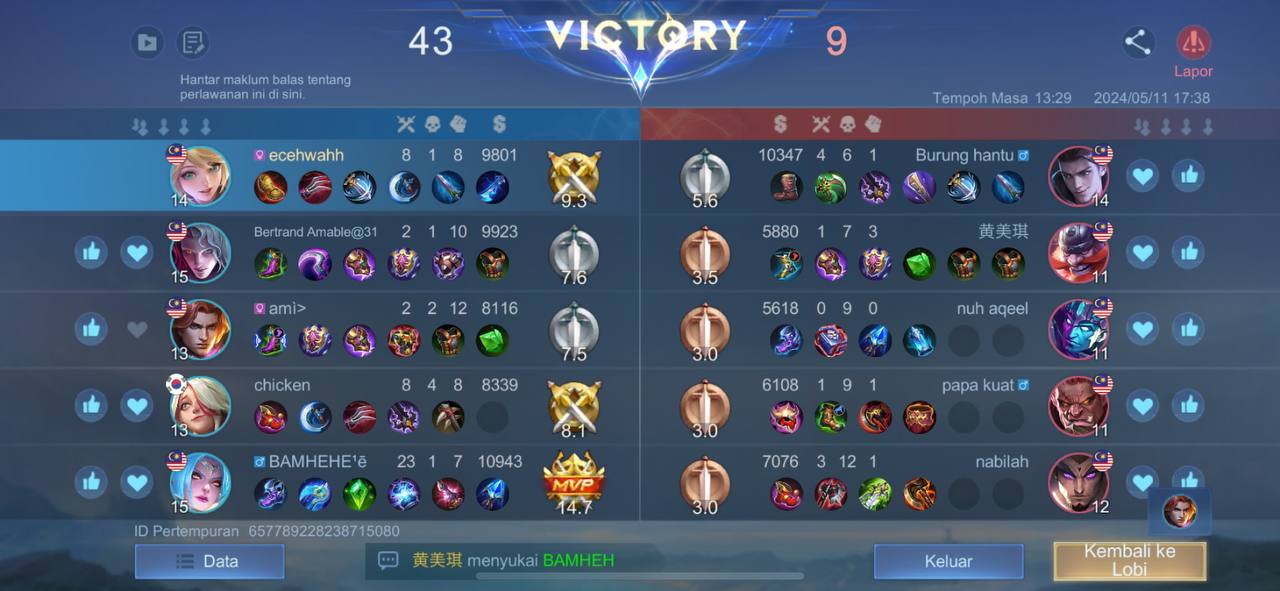 43 VICTORY 9
Hantar maklum balas tentang
perlawanan ini di sini.
Lapor
Tempoh Masa 13:29 2024/05/11 17:38
14 ecehwahh 8 1 8 9801 9.3
5.6 10347 4 6 1 Burung hantu 14
15 Bertrand Amable@31 2 1 10 9923 7.6
3.5 5880 1 7 3 黄美琪 11
13 ami> 2 2 12 8116 7.5
3.0 5618 0 9 0 nuh aqeel 11
13 chicken 8 4 8 8339 8.1
3.0 6108 1 9 1 papa kuat 11
15 BAMHEHE¹ē 23 1 7 10943 MVP 14.7
3.0 7076 3 12 1 nabilah 12
ID Pertempuran 657789228238715080
Data
黄美琪 menyukai BAMHEH
Keluar
Kembali ke
Lobi